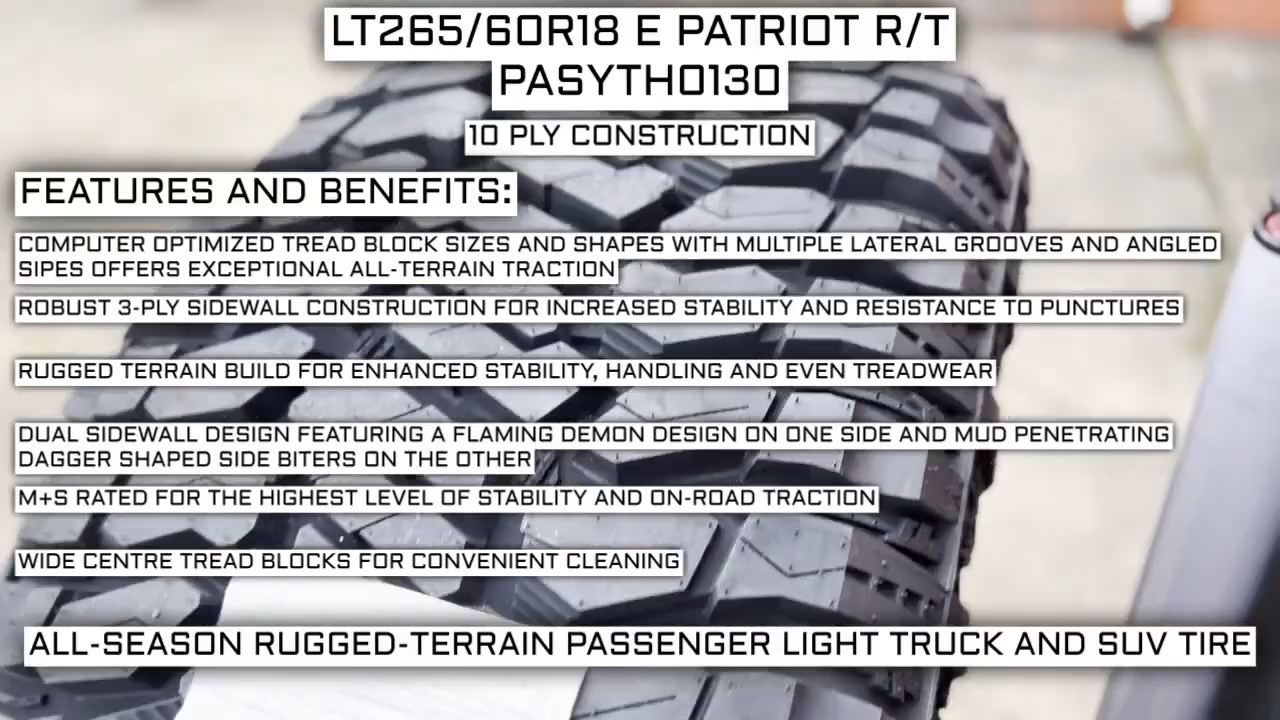 LT265/60R18 E PATRIOT R/T
PASYTH0130
10 PLY CONSTRUCTION
FEATURES AND BENEFITS:
COMPUTER OPTIMIZED TREAD BLOCK SIZES AND SHAPES WITH MULTIPLE LATERAL GROOVES AND ANGLED
SIPES OFFERS EXCEPTIONAL ALL-TERRAIN TRACTION
ROBUST 3-PLY SIDEWALL CONSTRUCTION FOR INCREASED STABILITY AND RESISTANCE TO PUNCTURES
RUGGED TERRAIN BUILD FOR ENHANCED STABILITY, HANDLING AND EVEN TREADWEAR
DUAL SIDEWALL DESIGN FEATURING A FLAMING DEMON DESIGN ON ONE SIDE AND MUD PENETRATING
DAGGER SHAPED SIDE BITERS ON THE OTHER
M+S RATED FOR THE HIGHEST LEVEL OF STABILITY AND ON-ROAD TRACTION
WIDE CENTRE TREAD BLOCKS FOR CONVENIENT CLEANING
ALL-SEASON RUGGED-TERRAIN PASSENGER LIGHT TRUCK AND SUV TIRE